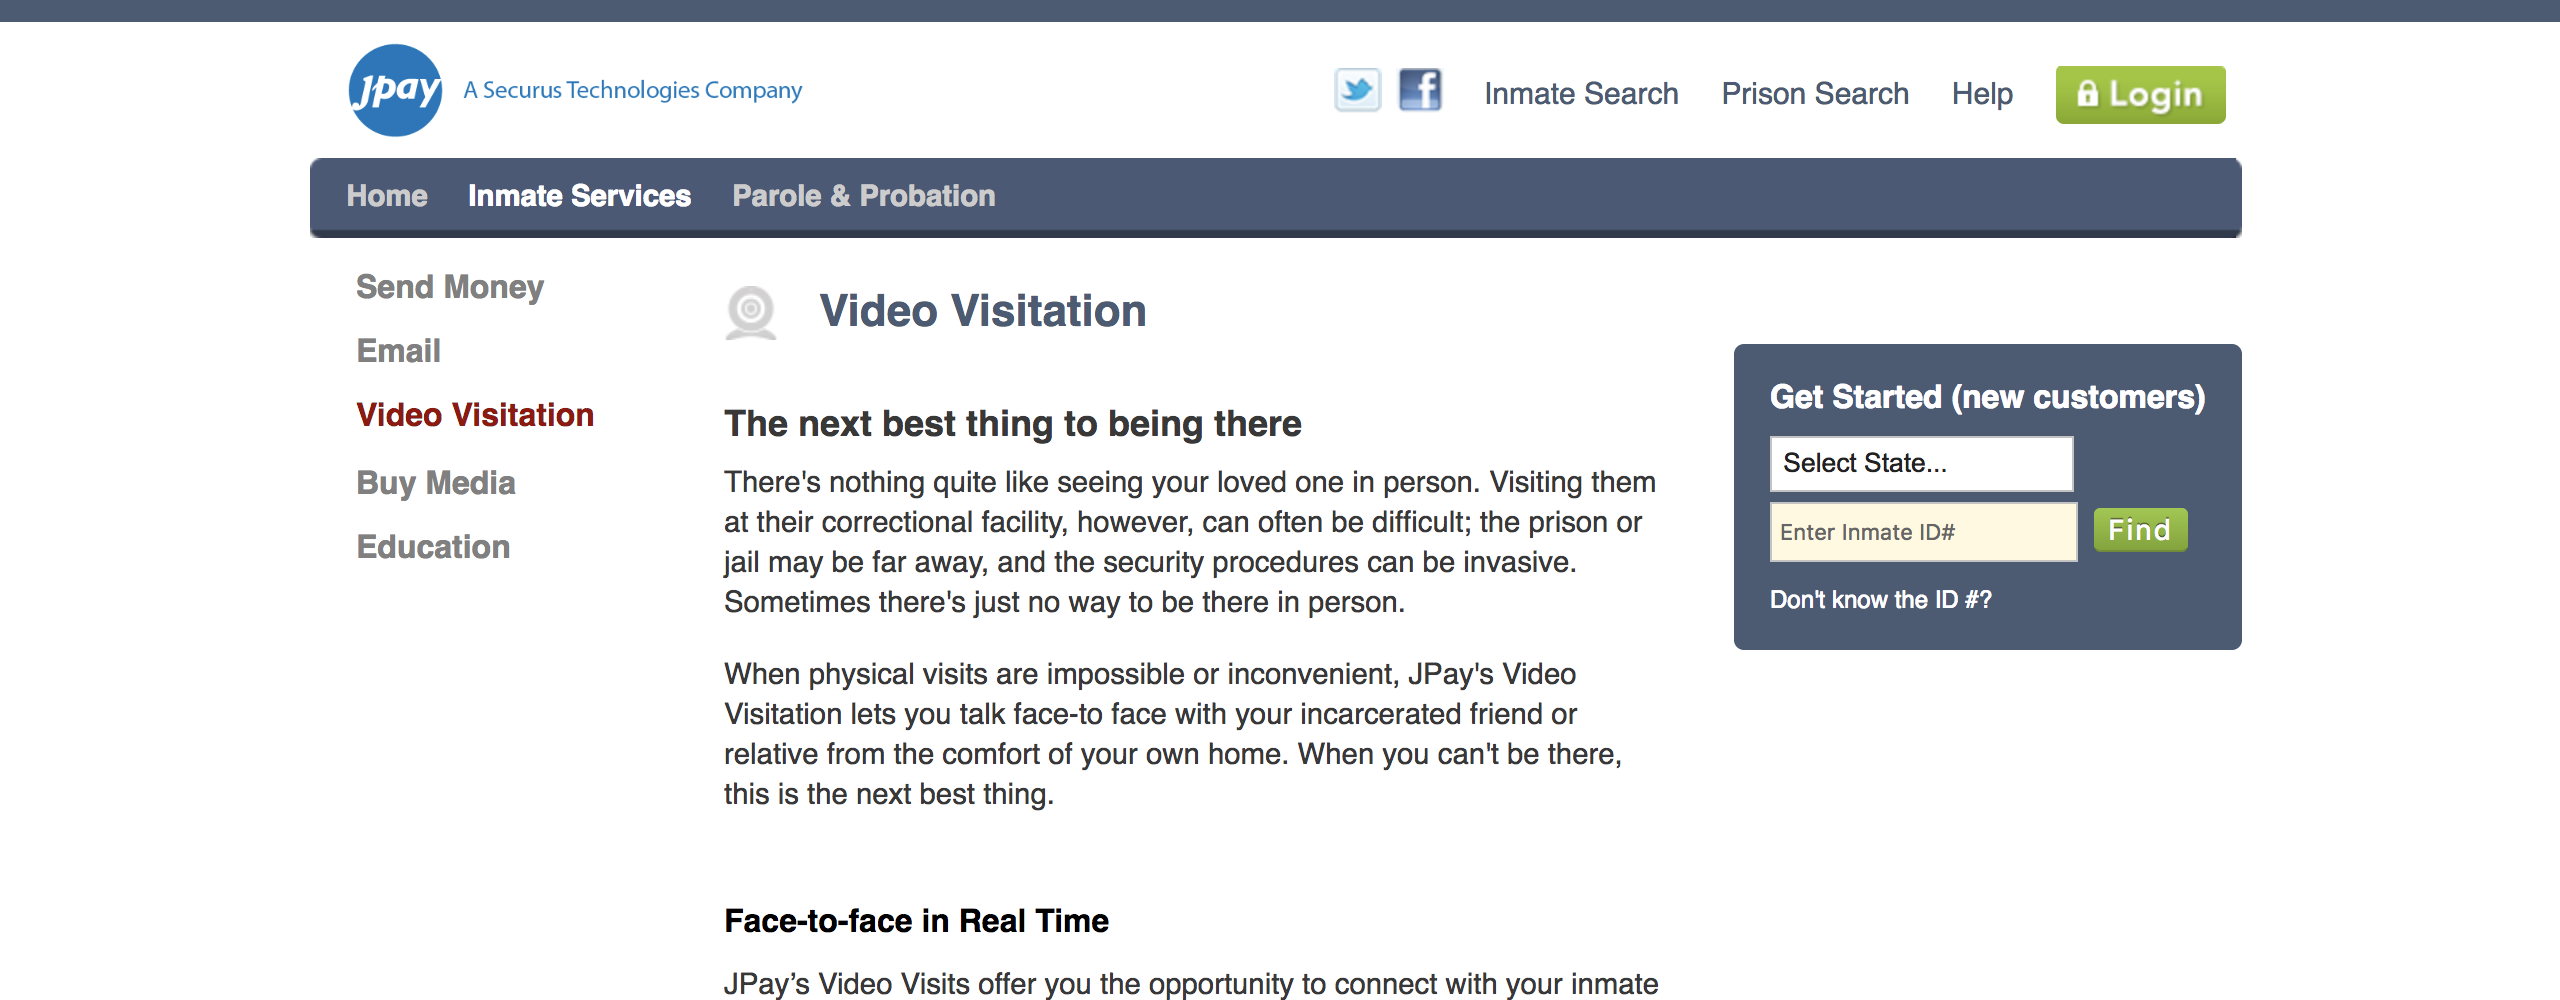 JPay A Securus Technologies Company
Inmate Search Prison Search Help Login
Home Inmate Services Parole & Probation
Send Money
Email
Video Visitation
Buy Media
Education
Video Visitation
The next best thing to being there
There's nothing quite like seeing your loved one in person. Visiting them
at their correctional facility, however, can often be difficult; the prison or
jail may be far away, and the security procedures can be invasive.
Sometimes there's just no way to be there in person.
When physical visits are impossible or inconvenient, JPay's Video
Visitation lets you talk face-to face with your incarcerated friend or
relative from the comfort of your own home. When you can't be there,
this is the next best thing.
Face-to-face in Real Time
JPay’s Video Visits offer you the opportunity to connect with your inmate
Get Started (new customers)
Select State...
Enter Inmate ID# Find
Don't know the ID #?